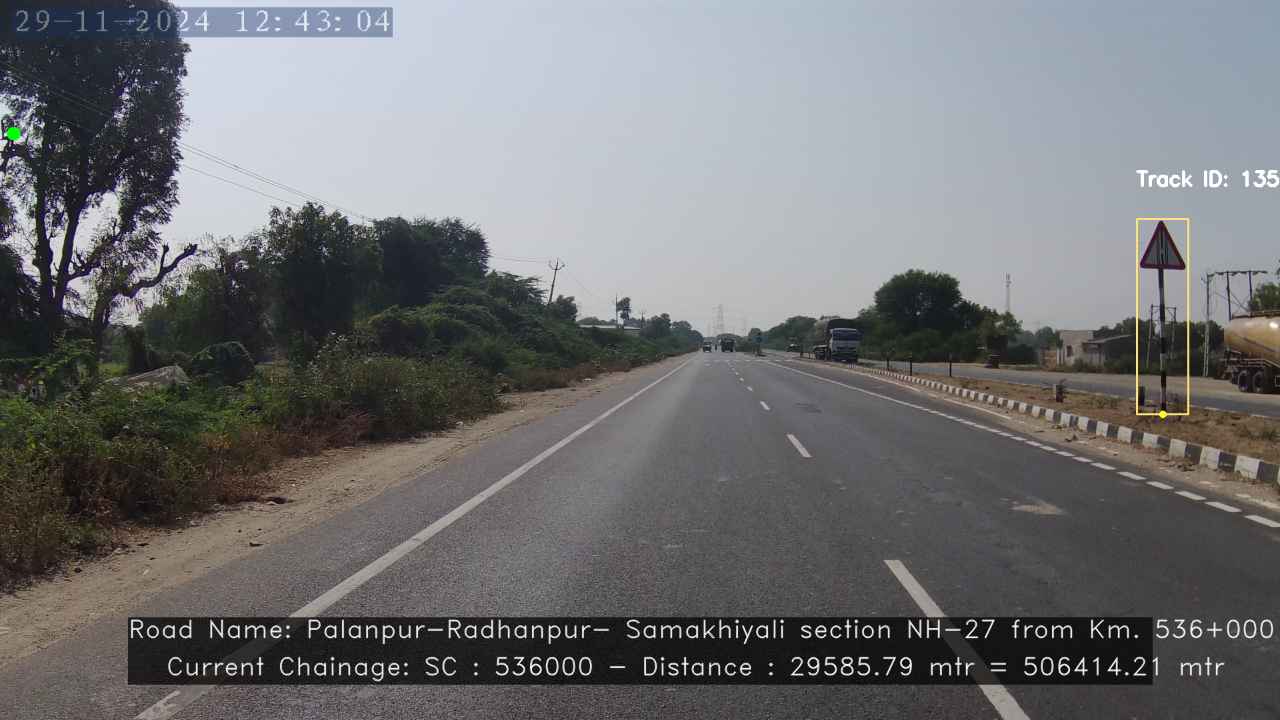 29-11-2024 12:43:04
Track ID: 135
Road Name: Palanpur-Radhanpur- Samakhiyali section NH-27 from Km. 536+000
Current Chainage: SC : 536000 - Distance : 29585.79 mtr = 506414.21 mtr